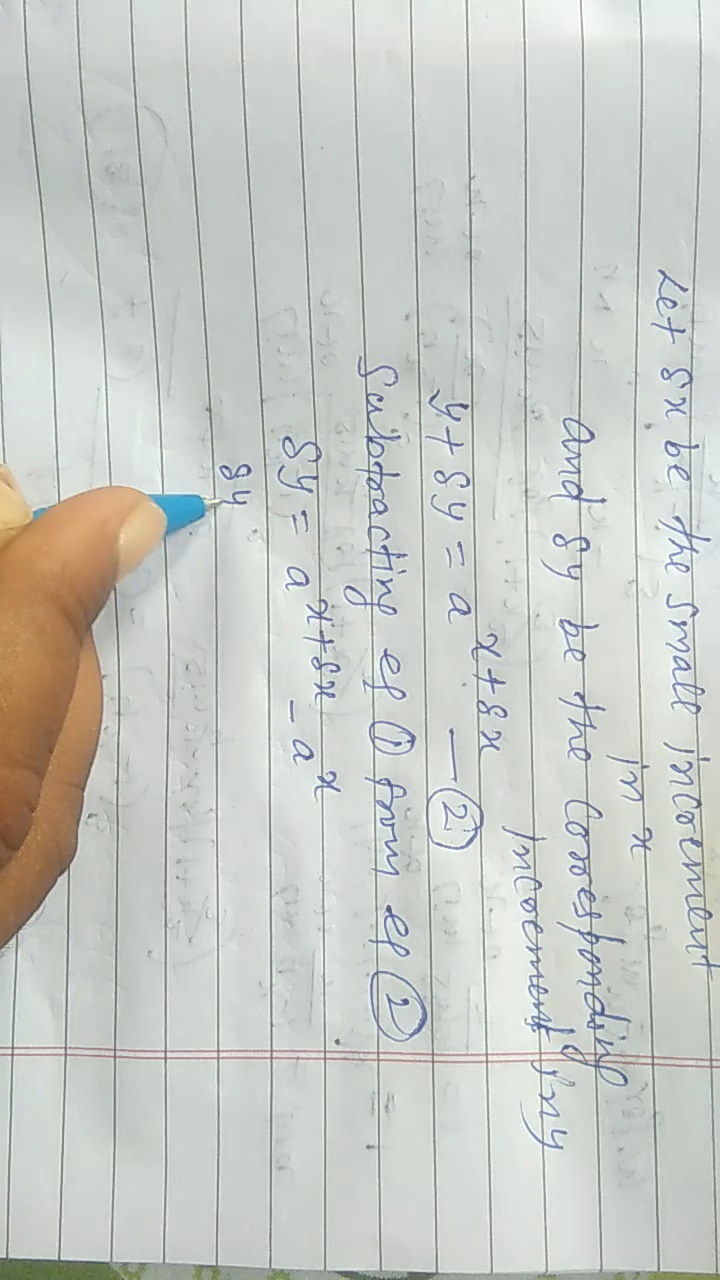 Let δx be the small increment
in x
and δy be the corresponding
increment in y
y + δy = a^{x+δx} — ②
Subtracting eq ① from eq ②
δy = a^{x+δx} - a^x
δy